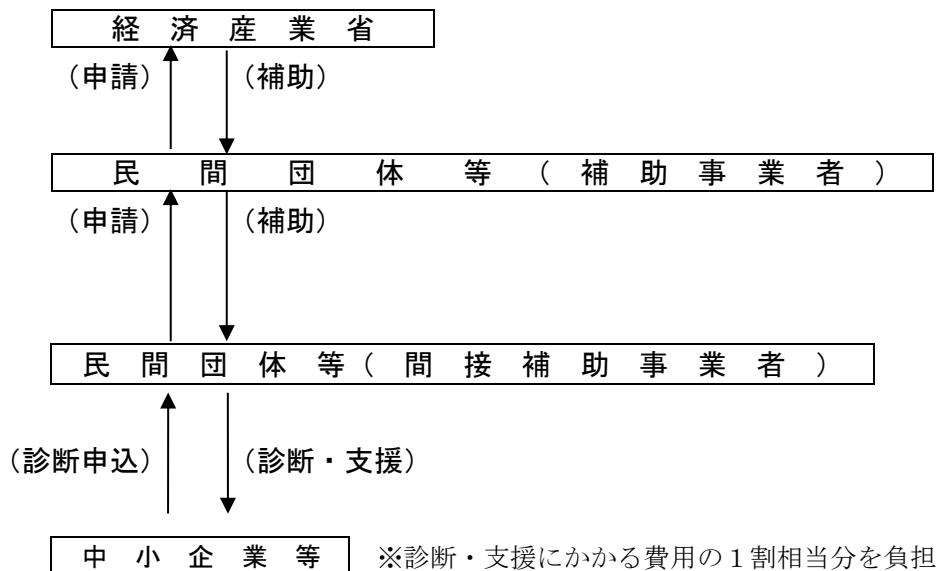 経済産業省
（申請） （補助）
民間団体等（補助事業者）
（申請） （補助）
民間団体等（間接補助事業者）
（診断申込） （診断・支援）
中小企業等 ※診断・支援にかかる費用の１割相当分を負担